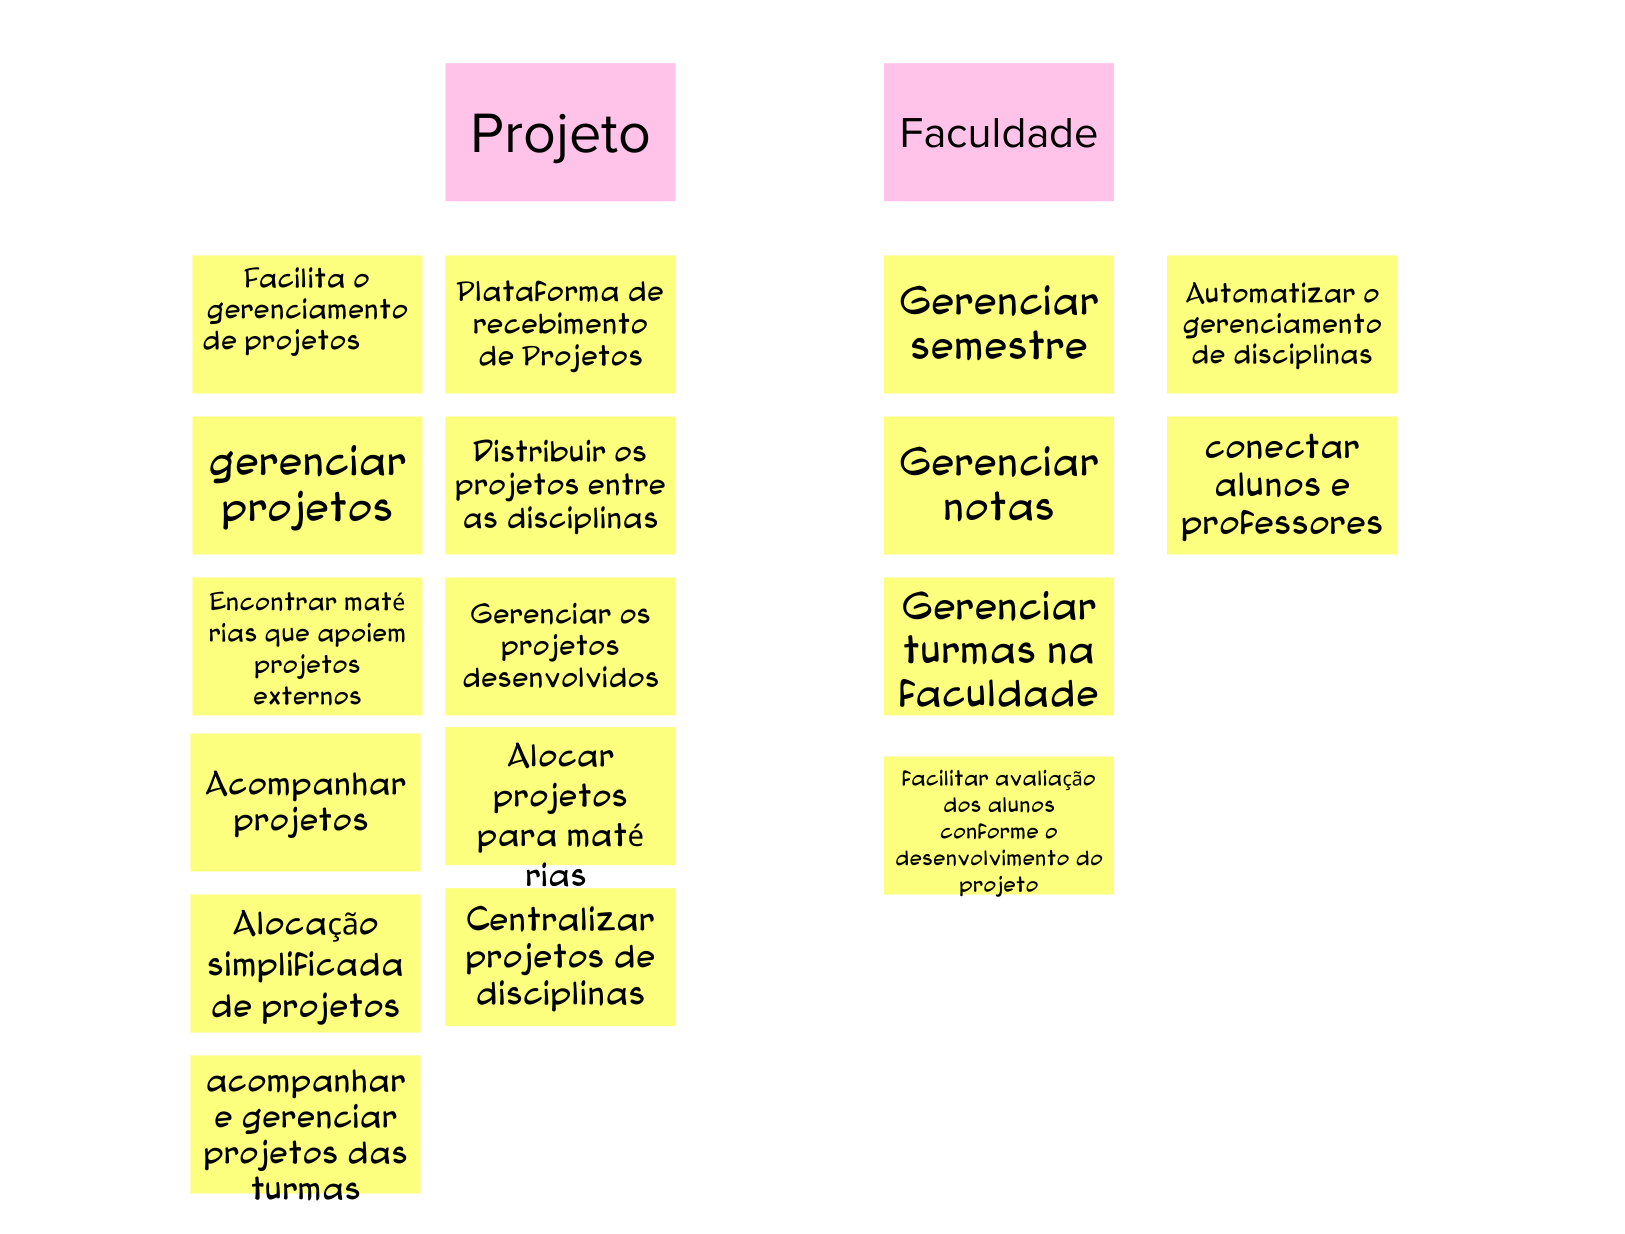 Projeto
Faculdade
Facilita o
gerenciamento
de projetos
Plataforma de
recebimento
de Projetos
Gerenciar
semestre
Automatizar o
gerenciamento
de disciplinas
gerenciar
projetos
Distribuir os
projetos entre
as disciplinas
Gerenciar
notas
conectar
alunos e
professores
Encontrar maté
rias que apoiem
projetos
externos
Gerenciar os
projetos
desenvolvidos
Gerenciar
turmas na
faculdade
Acompanhar
projetos
Alocar
projetos
para maté
rias
facilitar avaliação
dos alunos
conforme o
desenvolvimento do
projeto
Alocação
simplificada
de projetos
Centralizar
projetos de
disciplinas
acompanhar
e gerenciar
projetos das
turmas